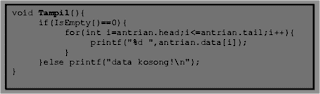 void Tampil(){
if(IsEmpty()==0){
for(int i=antrian.head;i<=antrian.tail;i++){
printf("%d ",antrian.data[i]);
}
}else printf("data kosong!\n");
}